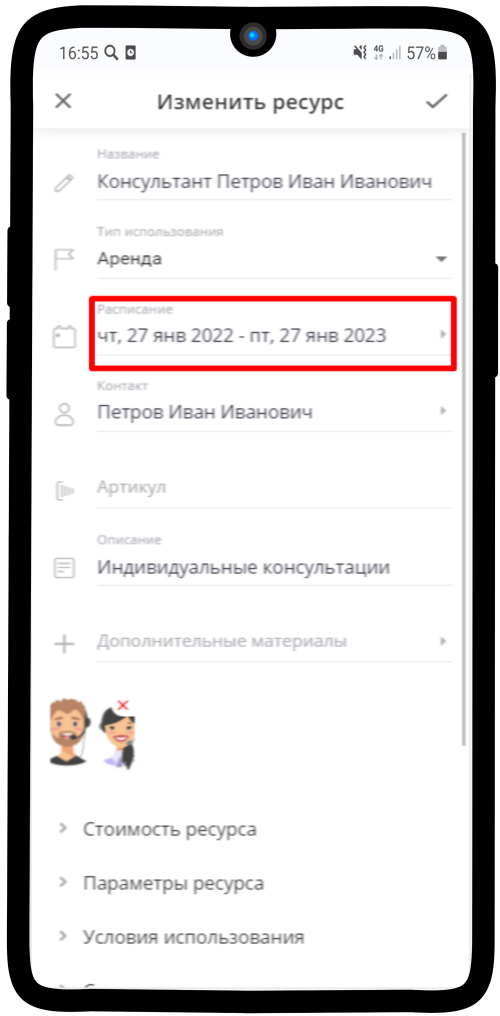 16:55
4G
57%
Изменить ресурс
Название
Консультант Петров Иван Иванович
Тип использования
Аренда
Расписание
чт, 27 янв 2022 - пт, 27 янв 2023
Контакт
Петров Иван Иванович
Артикул
Описание
Индивидуальные консультации
Дополнительные материалы
Стоимость ресурса
Параметры ресурса
Условия использования